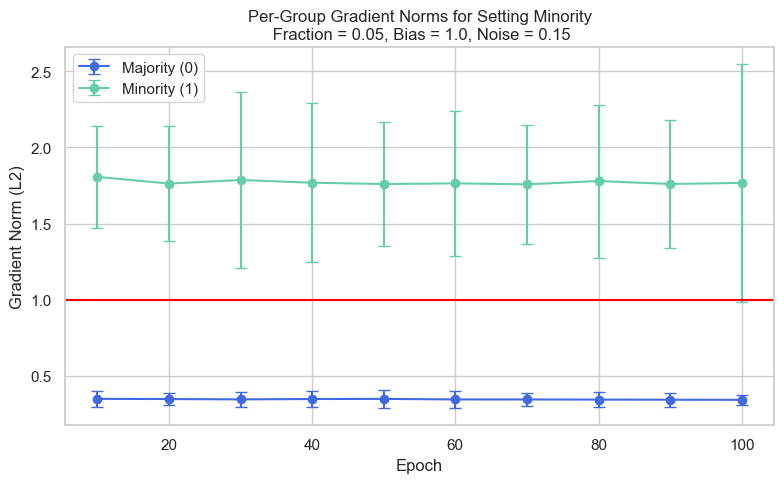 Per-Group Gradient Norms for Setting Minority
Fraction = 0.05, Bias = 1.0, Noise = 0.15
Majority (0)
Minority (1)
Gradient Norm (L2)
2.5
2.0
1.5
1.0
0.5
20
40
60
80
100
Epoch